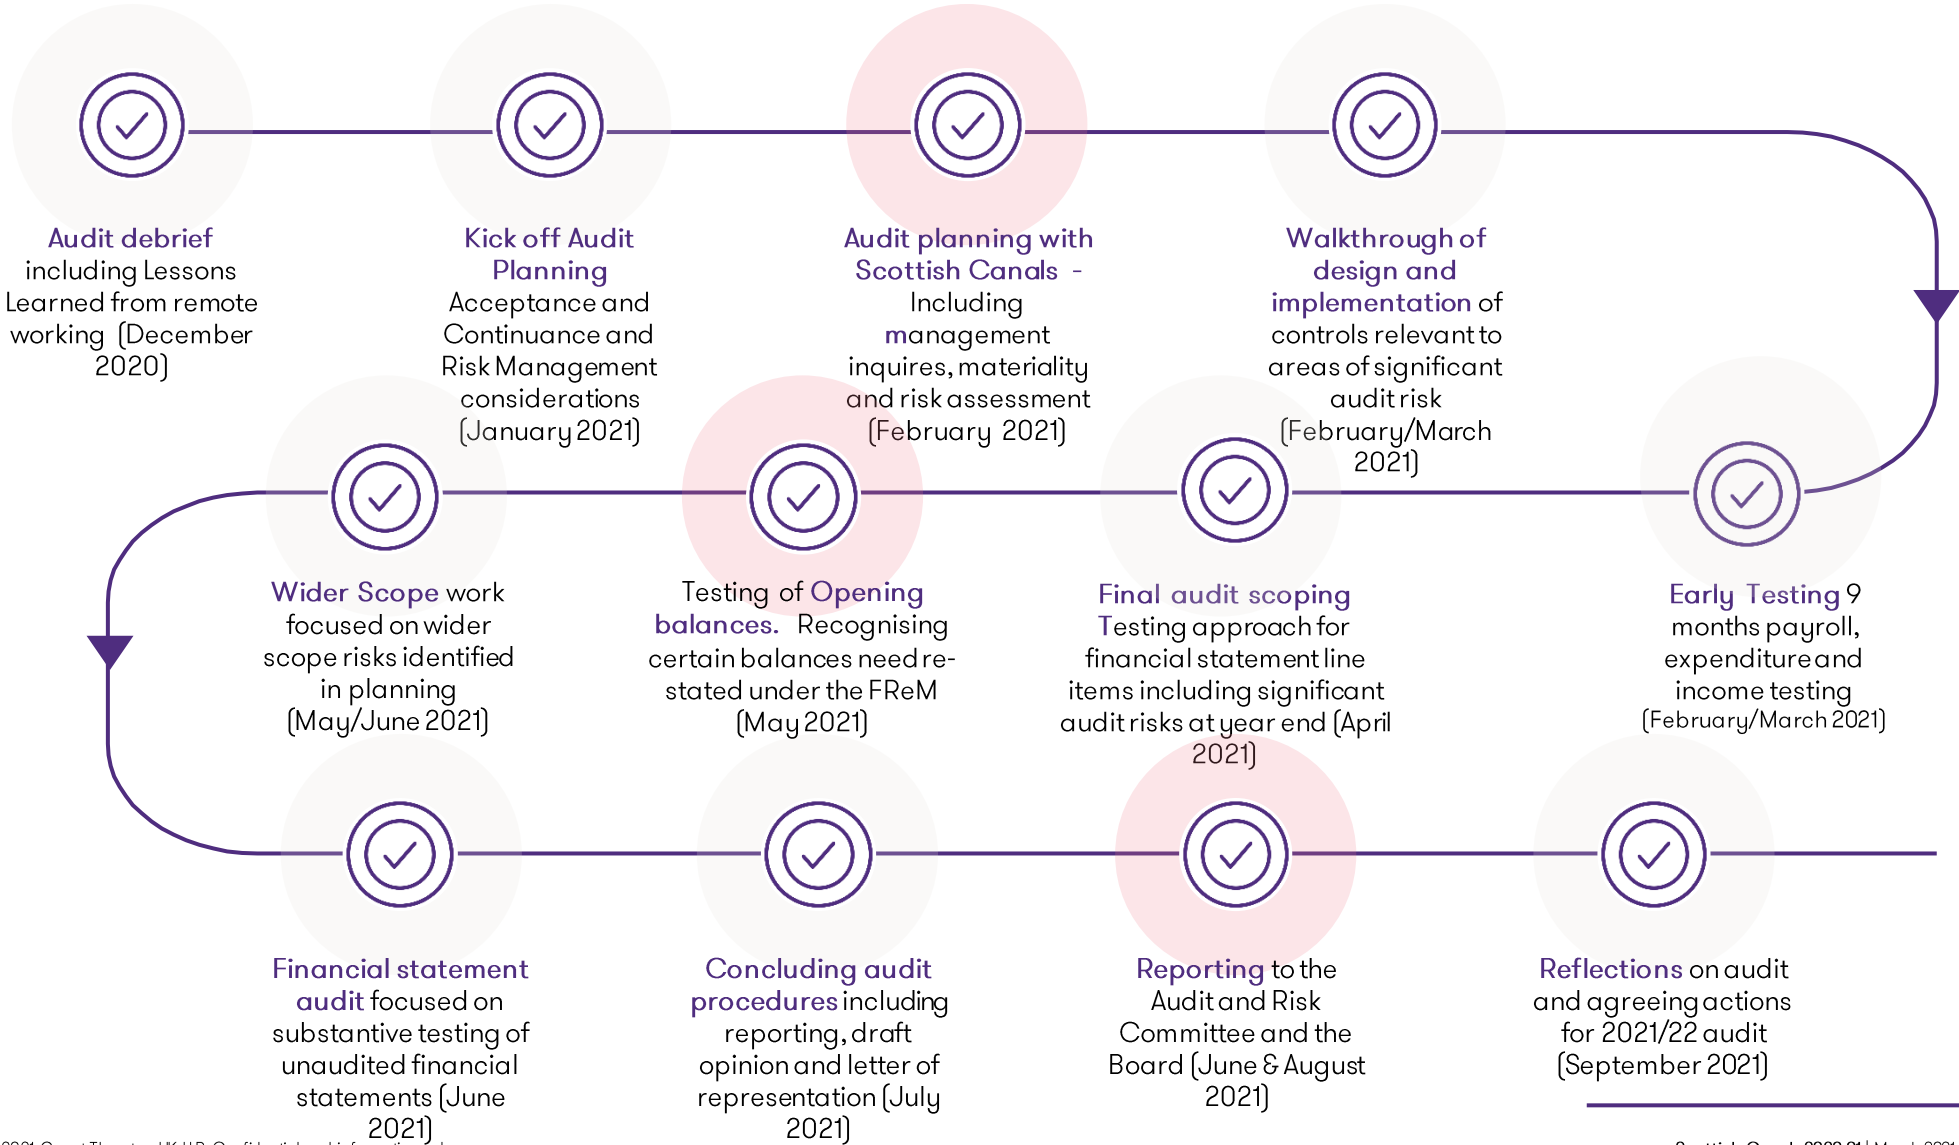 Audit debrief
including Lessons
Learned from remote
working (December
2020)
Kick off Audit
Planning
Acceptance and
Continuance and
Risk Management
considerations
(January 2021)
Audit planning with
Scottish Canals -
Including
management
inquires, materiality
and risk assessment
(February 2021)
Walkthrough of
design and
implementation of
controls relevant to
areas of significant
audit risk
(February/March
2021)
Early Testing 9
months payroll,
expenditure and
income testing
(February/March 2021)
Final audit scoping
Testing approach for
financial statement line
items including significant
audit risks at year end (April
2021)
Testing of Opening
balances. Recognising
certain balances need re-
stated under the FReM
(May 2021)
Wider Scope work
focused on wider
scope risks identified
in planning
(May/June 2021)
Financial statement
audit focused on
substantive testing of
unaudited financial
statements (June
2021)
Concluding audit
procedures including
reporting, draft
opinion and letter of
representation (July
2021)
Reporting to the
Audit and Risk
Committee and the
Board (June & August
2021)
Reflections on audit
and agreeing actions
for 2021/22 audit
(September 2021)